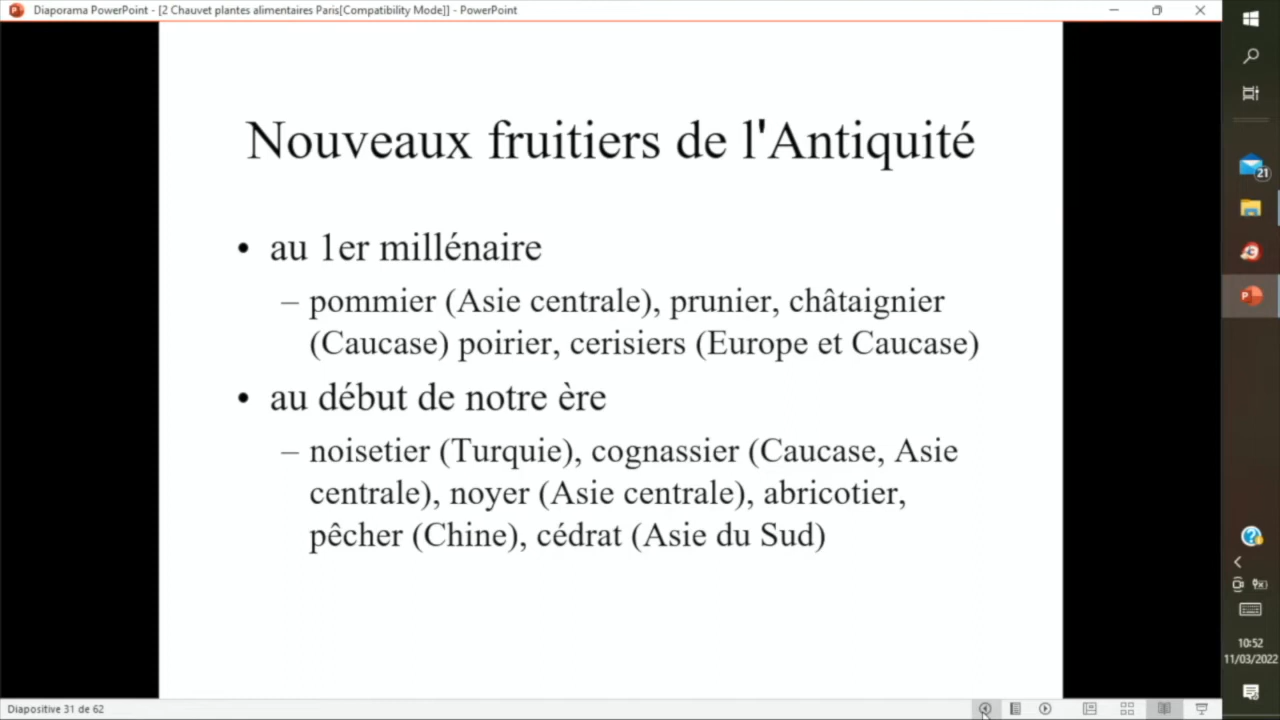 Diaporama PowerPoint - [2 Chauvet plantes alimentaires Paris[Compatibility Mode]] - PowerPoint
Nouveaux fruitiers de l'Antiquité
• au 1er millénaire
– pommier (Asie centrale), prunier, châtaignier
(Caucase) poirier, cerisiers (Europe et Caucase)
• au début de notre ère
– noisetier (Turquie), cognassier (Caucase, Asie
centrale), noyer (Asie centrale), abricotier,
pêcher (Chine), cédrat (Asie du Sud)
21
10:52
11/03/2022
Diapositive 31 de 62